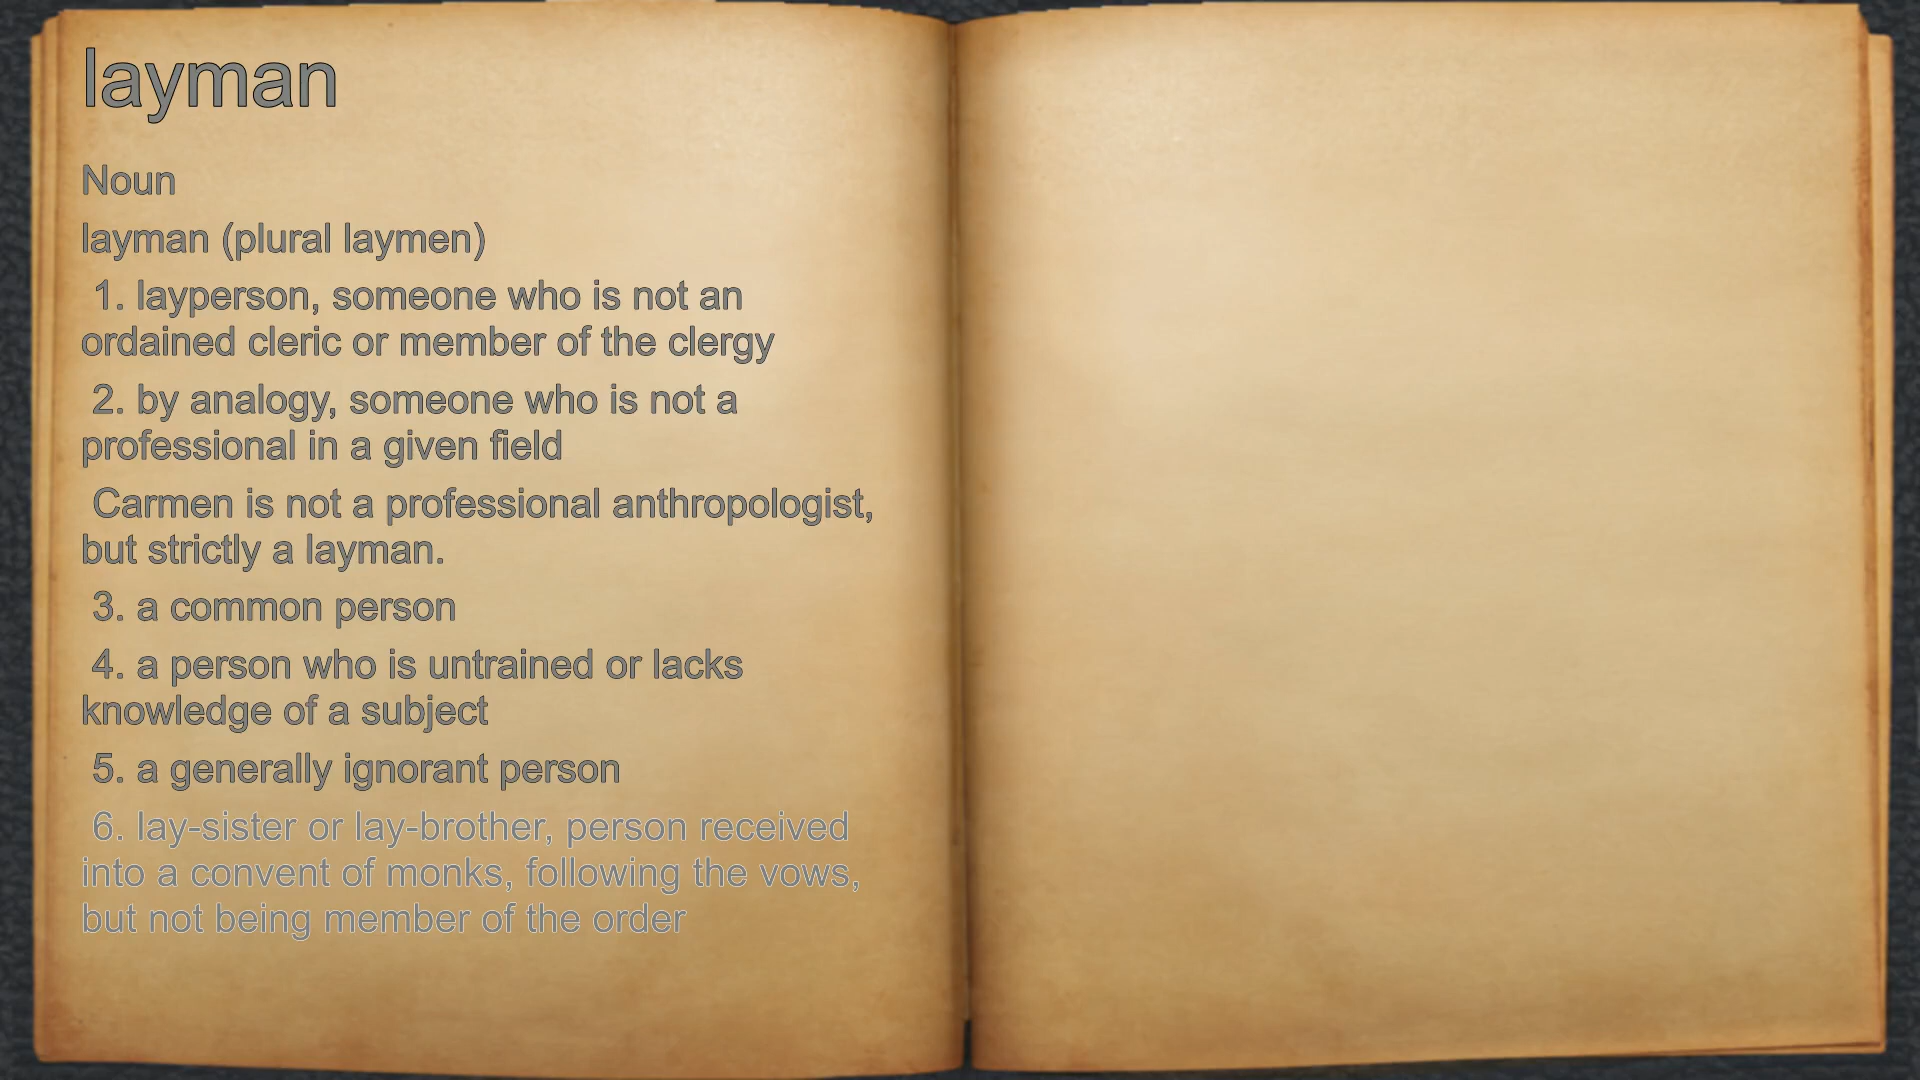 layman
Noun
layman (plural laymen)
1. layperson, someone who is not an
ordained cleric or member of the clergy
2. by analogy, someone who is not a
professional in a given field
Carmen is not a professional anthropologist,
but strictly a layman.
3. a common person
4. a person who is untrained or lacks
knowledge of a subject
5. a generally ignorant person
6. lay-sister or lay-brother, person received
into a convent of monks, following the vows,
but not being member of the order